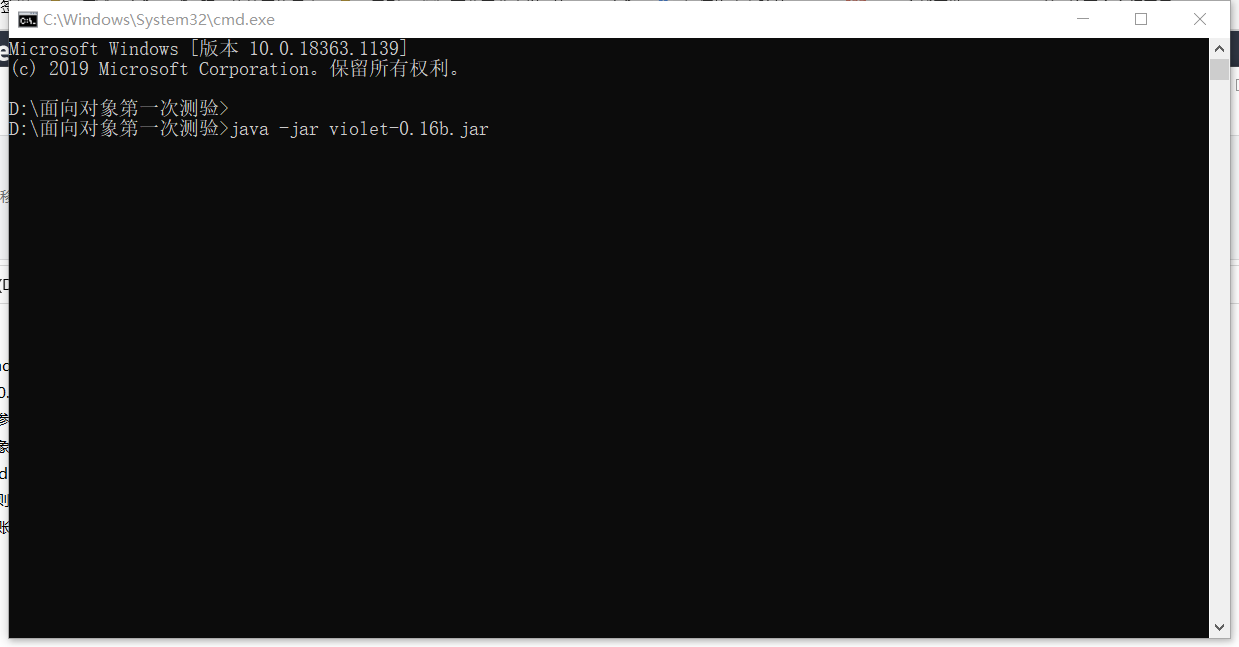 C:\Windows\System32\cmd.exe
Microsoft Windows [版本 10.0.18363.1139]
(c) 2019 Microsoft Corporation。保留所有权利。
D:\面向对象第一次测验>
D:\面向对象第一次测验>java -jar violet-0.16b.jar